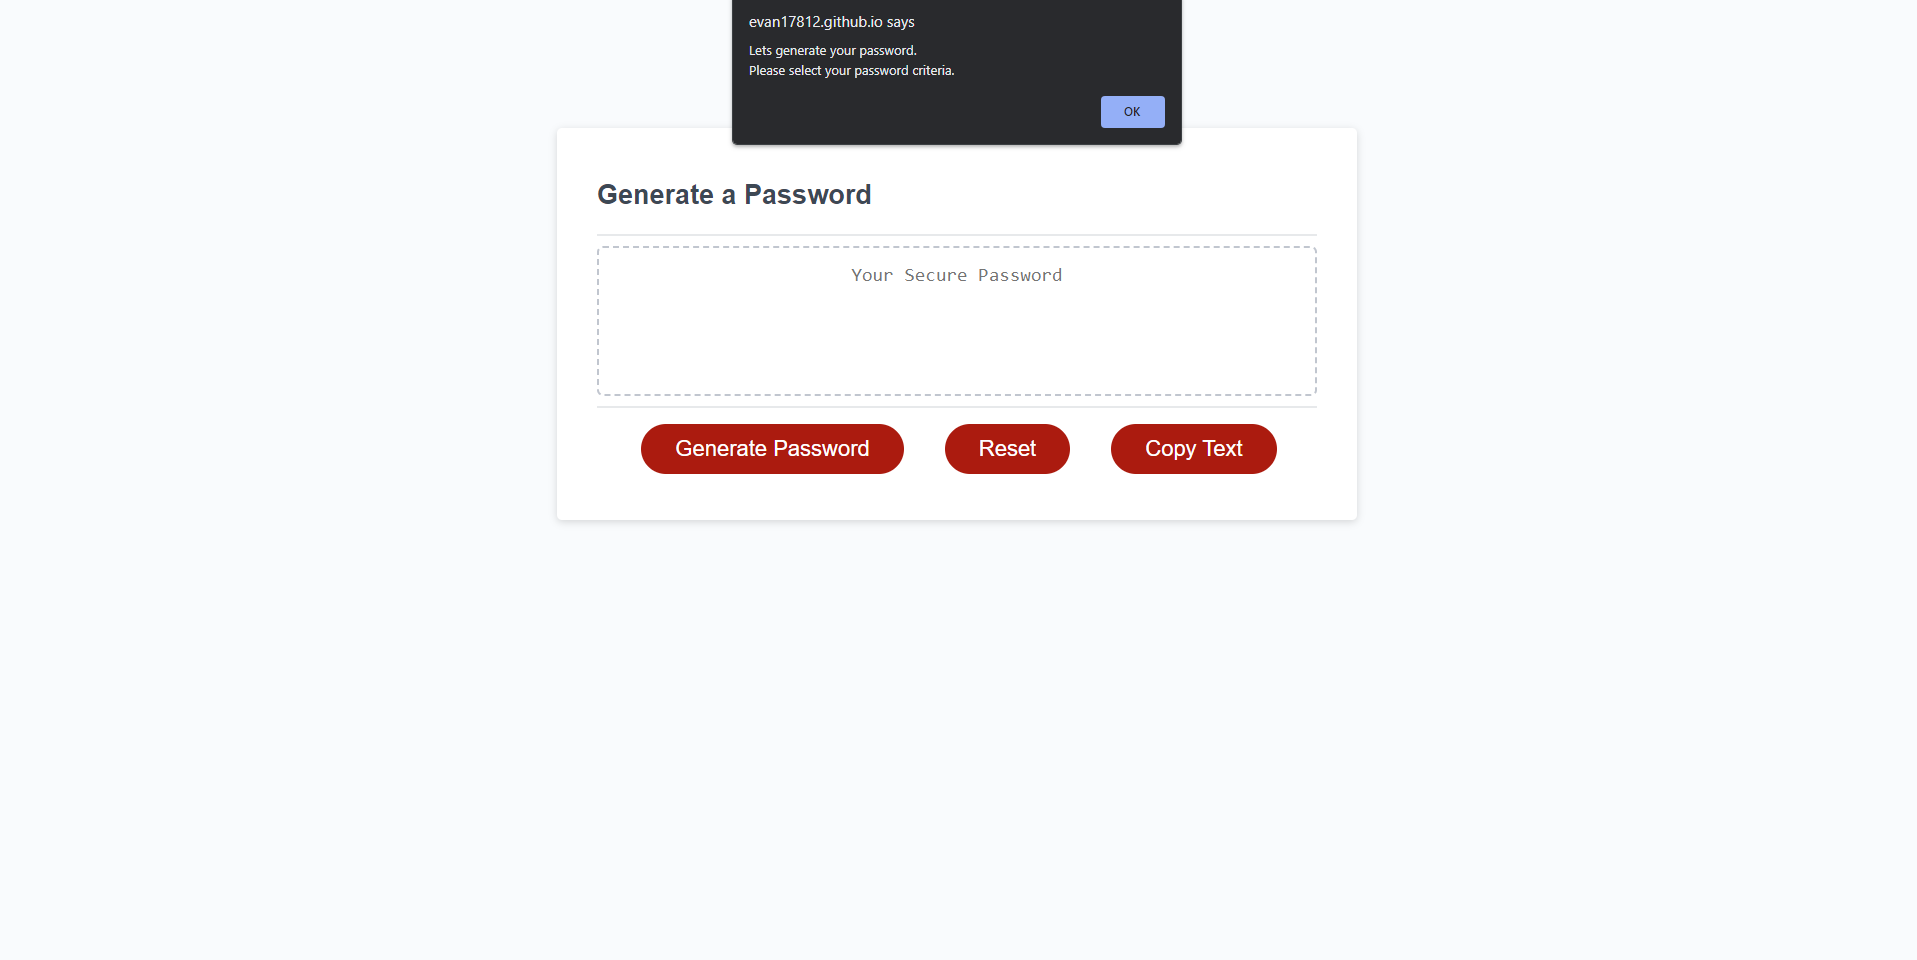 evan17812.github.io says
Lets generate your password.
Please select your password criteria.
OK
Generate a Password
Your Secure Password
Generate Password
Reset
Copy Text